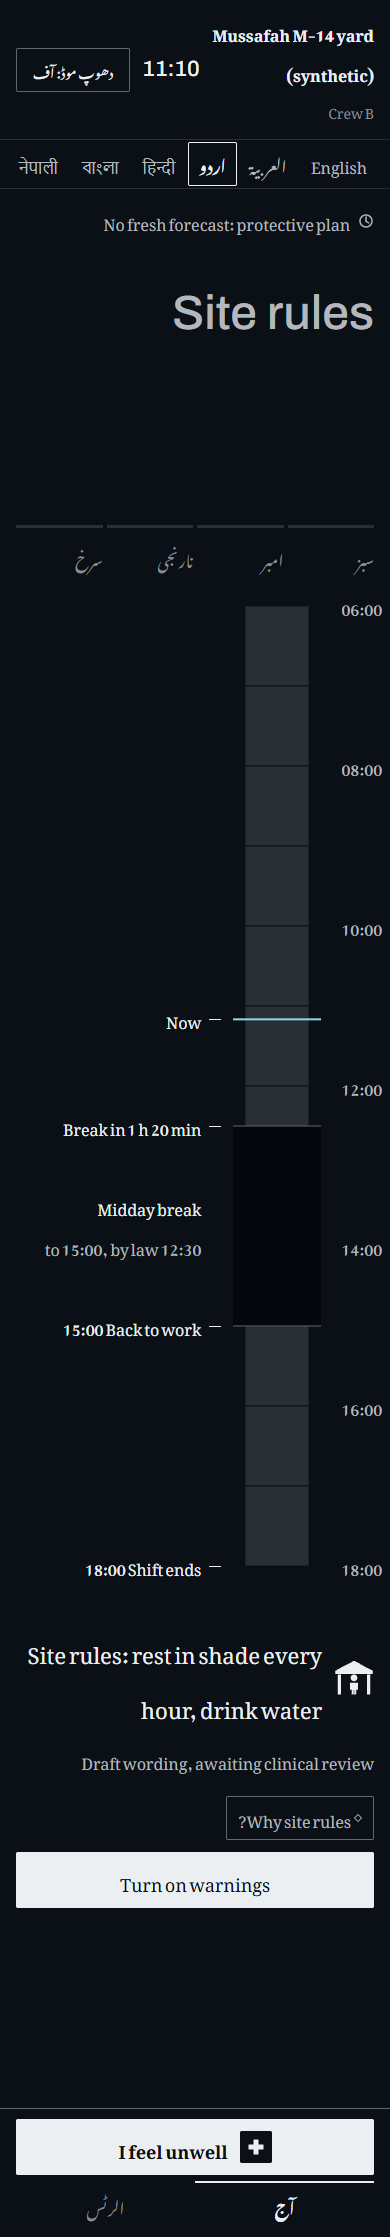 Mussafah M-14 yard
(synthetic)
Crew B
11:10
دھوپ موڈ: آف
English
العربية
اردو
हिन्दी
বাংলা
नेपाली
No fresh forecast: protective plan
Site rules
سبز
امبر
نارنجی
سرخ
06:00
08:00
10:00
Now
12:00
Break in 1 h 20 min
Midday break
to 15:00, by law 12:30
14:00
15:00 Back to work
16:00
18:00 Shift ends
18:00
Site rules: rest in shade every
hour, drink water
Draft wording, awaiting clinical review
?Why site rules
Turn on warnings
I feel unwell
آج
الرٹس